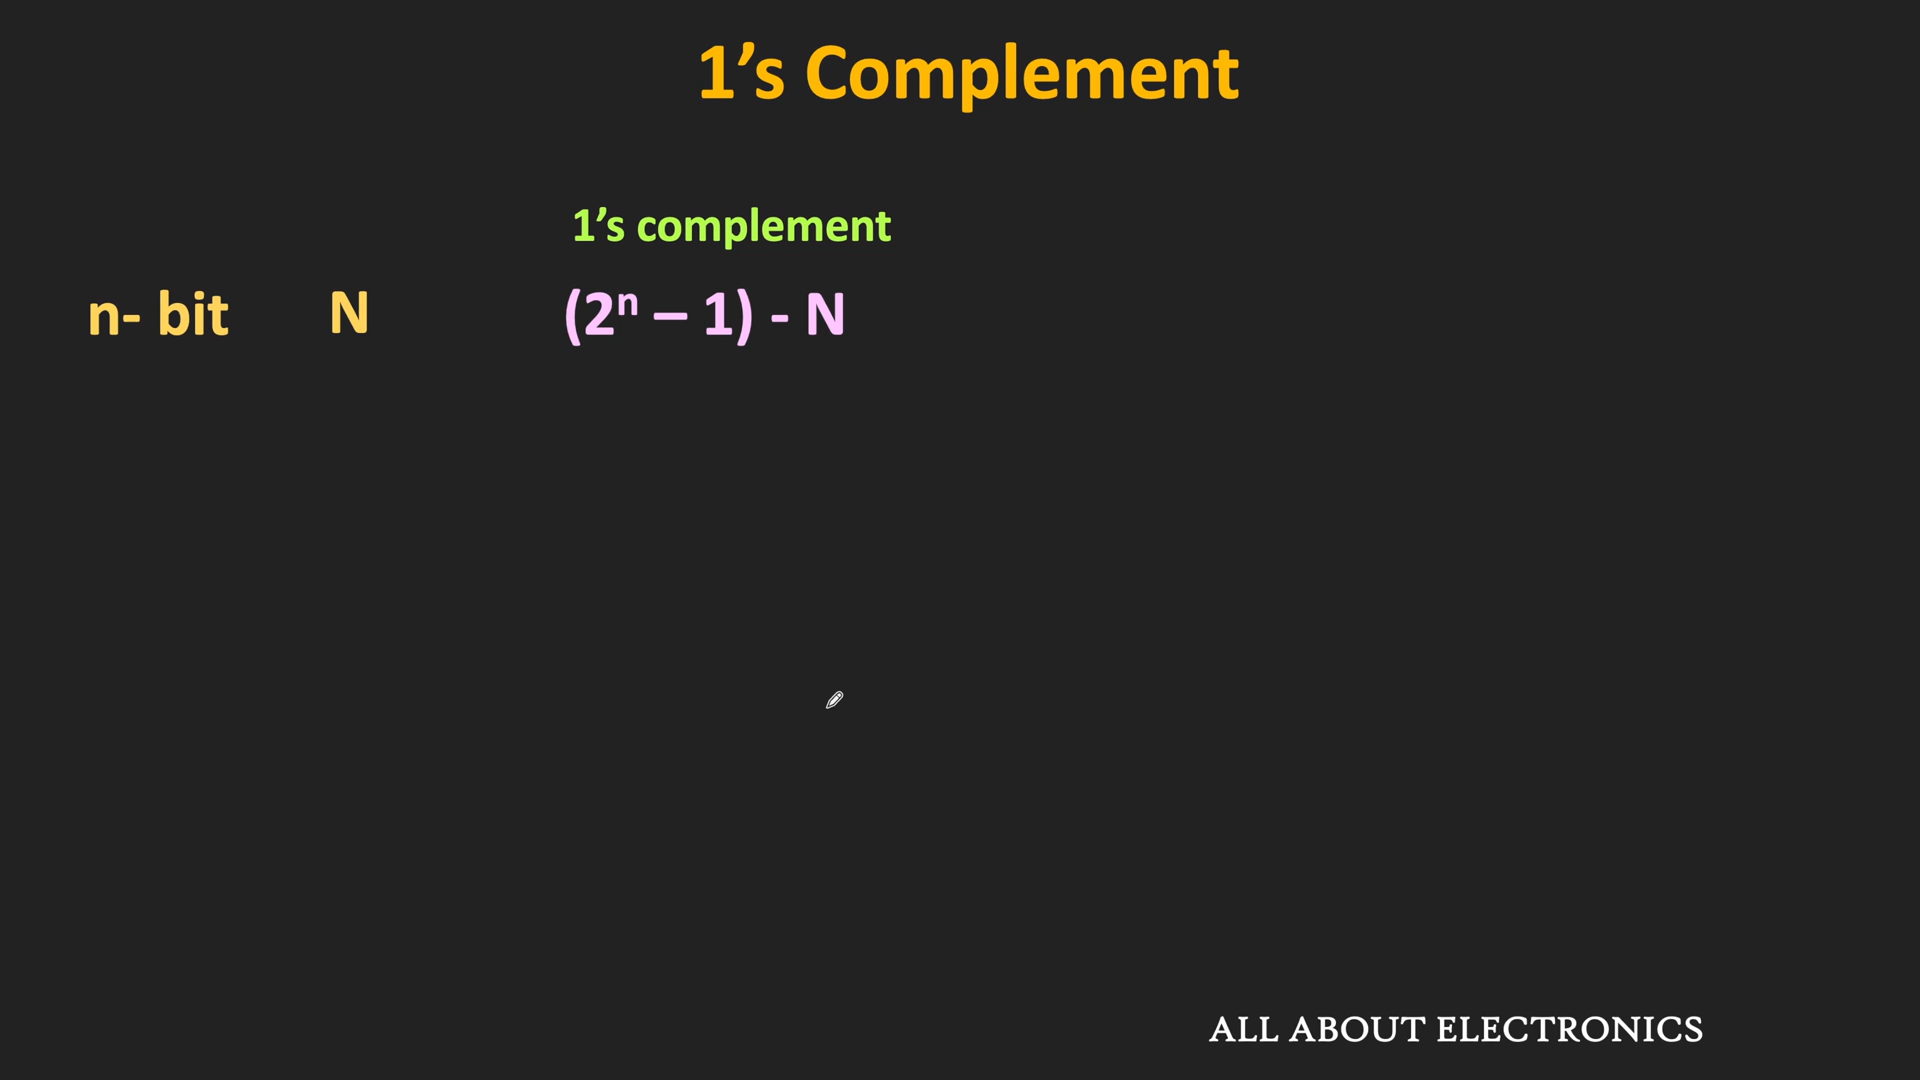 1’s Complement
1’s complement
n- bit N (2ⁿ – 1) - N
ALL ABOUT ELECTRONICS